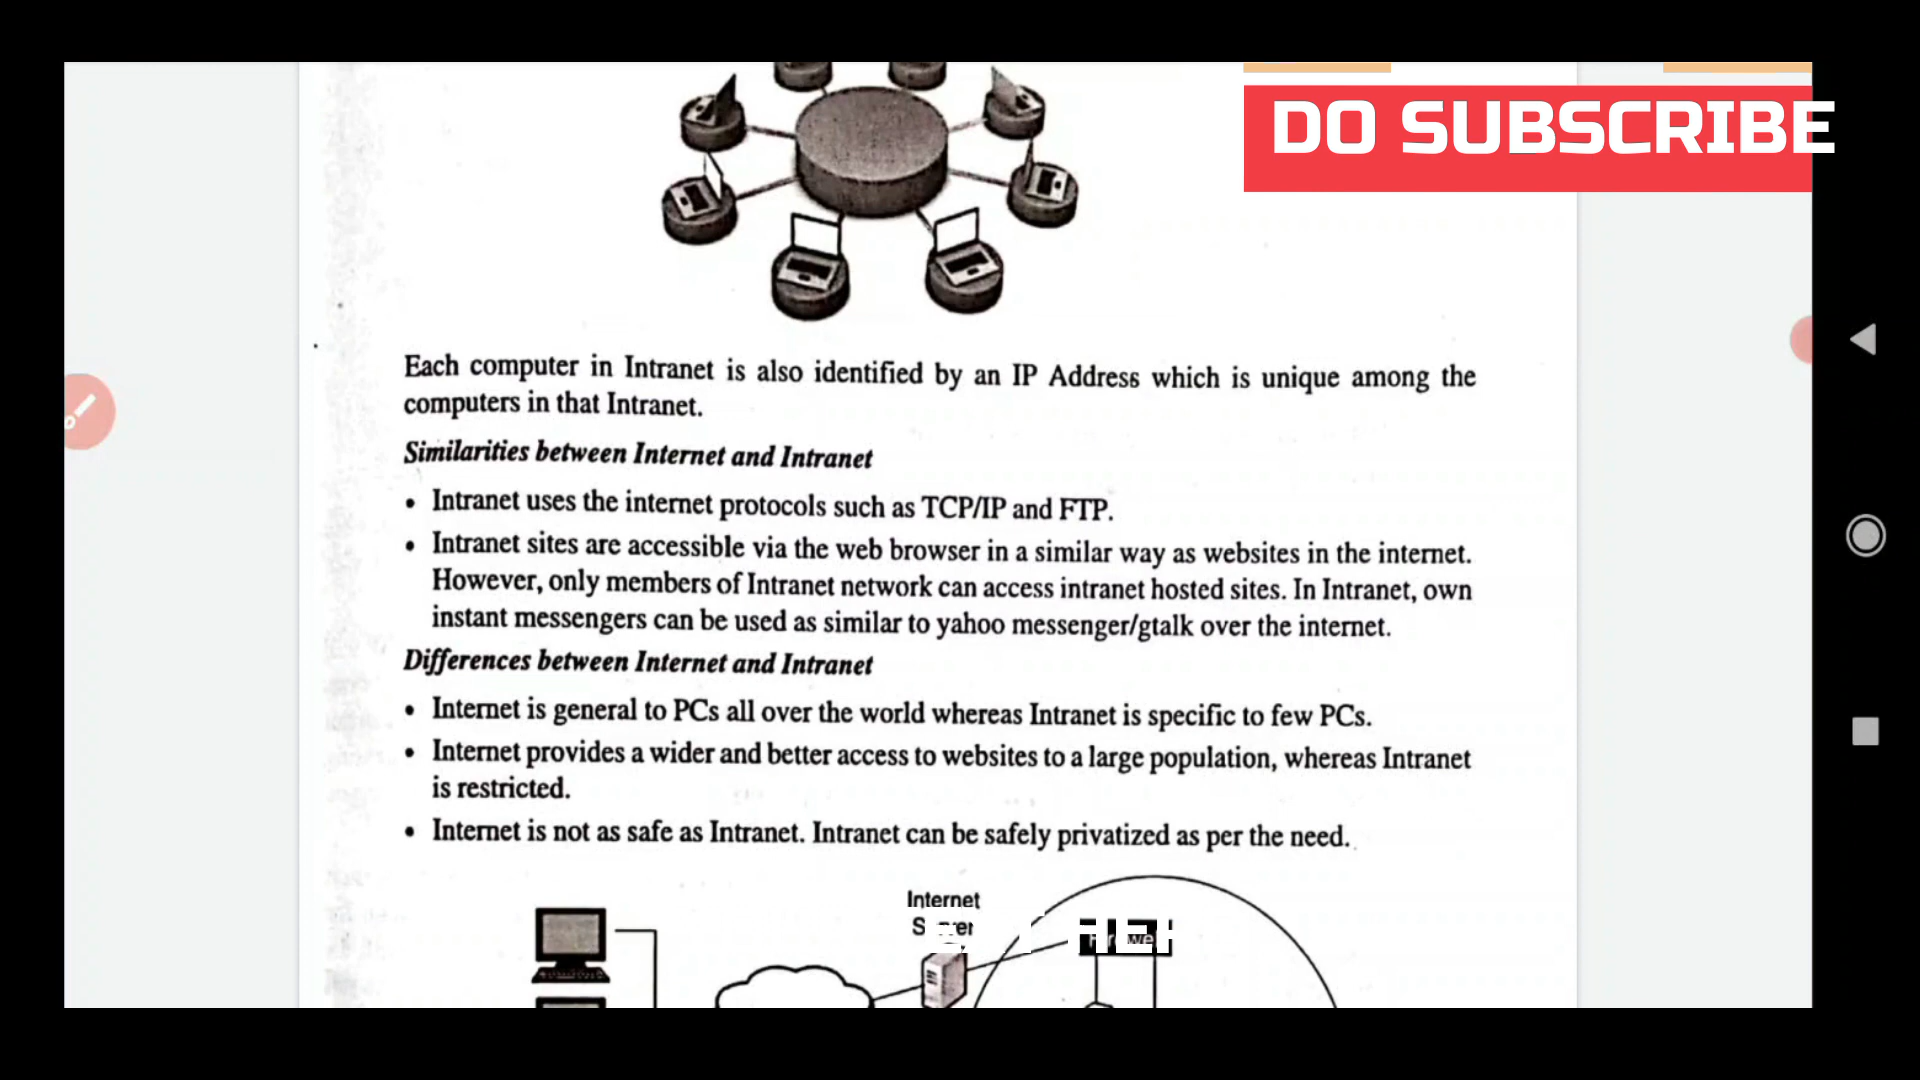 DO SUBSCRIBE
Each computer in Intranet is also identified by an IP Address which is unique among the
computers in that Intranet.
Similarities between Internet and Intranet
• Intranet uses the internet protocols such as TCP/IP and FTP.
• Intranet sites are accessible via the web browser in a similar way as websites in the internet.
However, only members of Intranet network can access intranet hosted sites. In Intranet, own
instant messengers can be used as similar to yahoo messenger/gtalk over the internet.
Differences between Internet and Intranet
• Internet is general to PCs all over the world whereas Intranet is specific to few PCs.
• Internet provides a wider and better access to websites to a large population, whereas Intranet
is restricted.
• Internet is not as safe as Intranet. Intranet can be safely privatized as per the need.
Internet